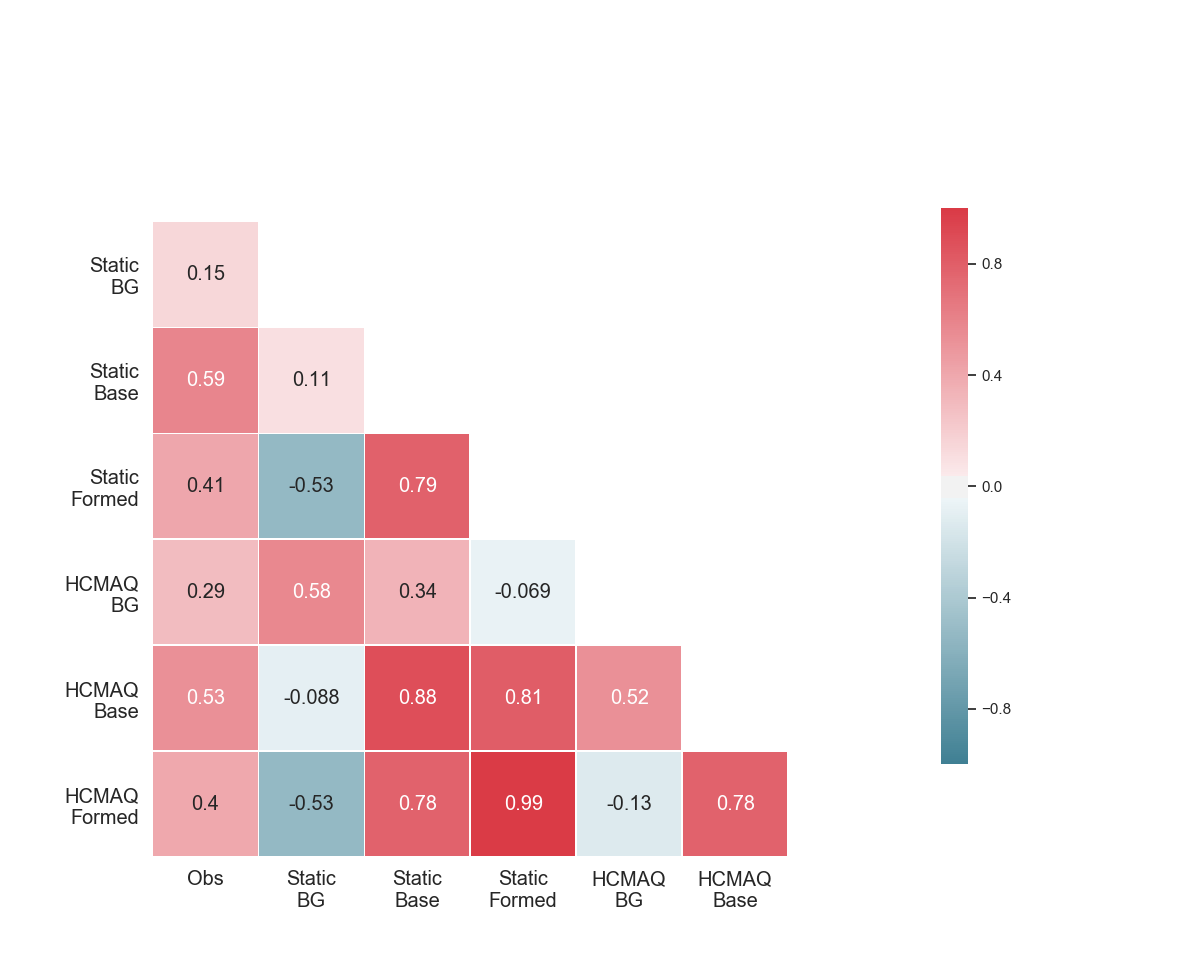 Static
BG
0.15
Static
Base
0.59
0.11
Static
Formed
0.41
-0.53
0.79
HCMAQ
BG
0.29
0.58
0.34
-0.069
HCMAQ
Base
0.53
-0.088
0.88
0.81
0.52
HCMAQ
Formed
0.4
-0.53
0.78
0.99
-0.13
0.78
Obs
Static
BG
Static
Base
Static
Formed
HCMAQ
BG
HCMAQ
Base
0.8
0.4
0.0
−0.4
−0.8